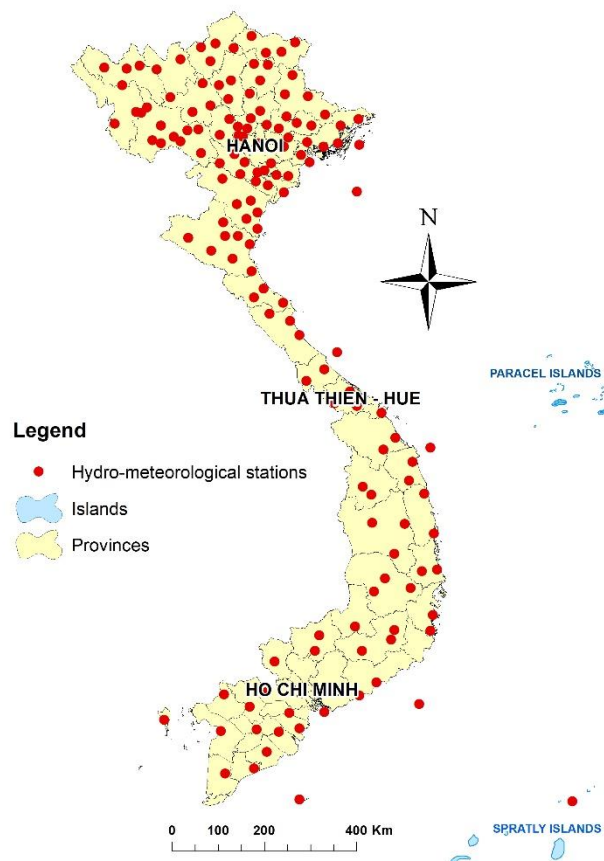 HANOI
N
PARACEL ISLANDS
THUA THIEN - HUE
Legend
Hydro-meteorological stations
Islands
Provinces
HO CHI MINH
SPRATLY ISLANDS
0 100 200 400 Km